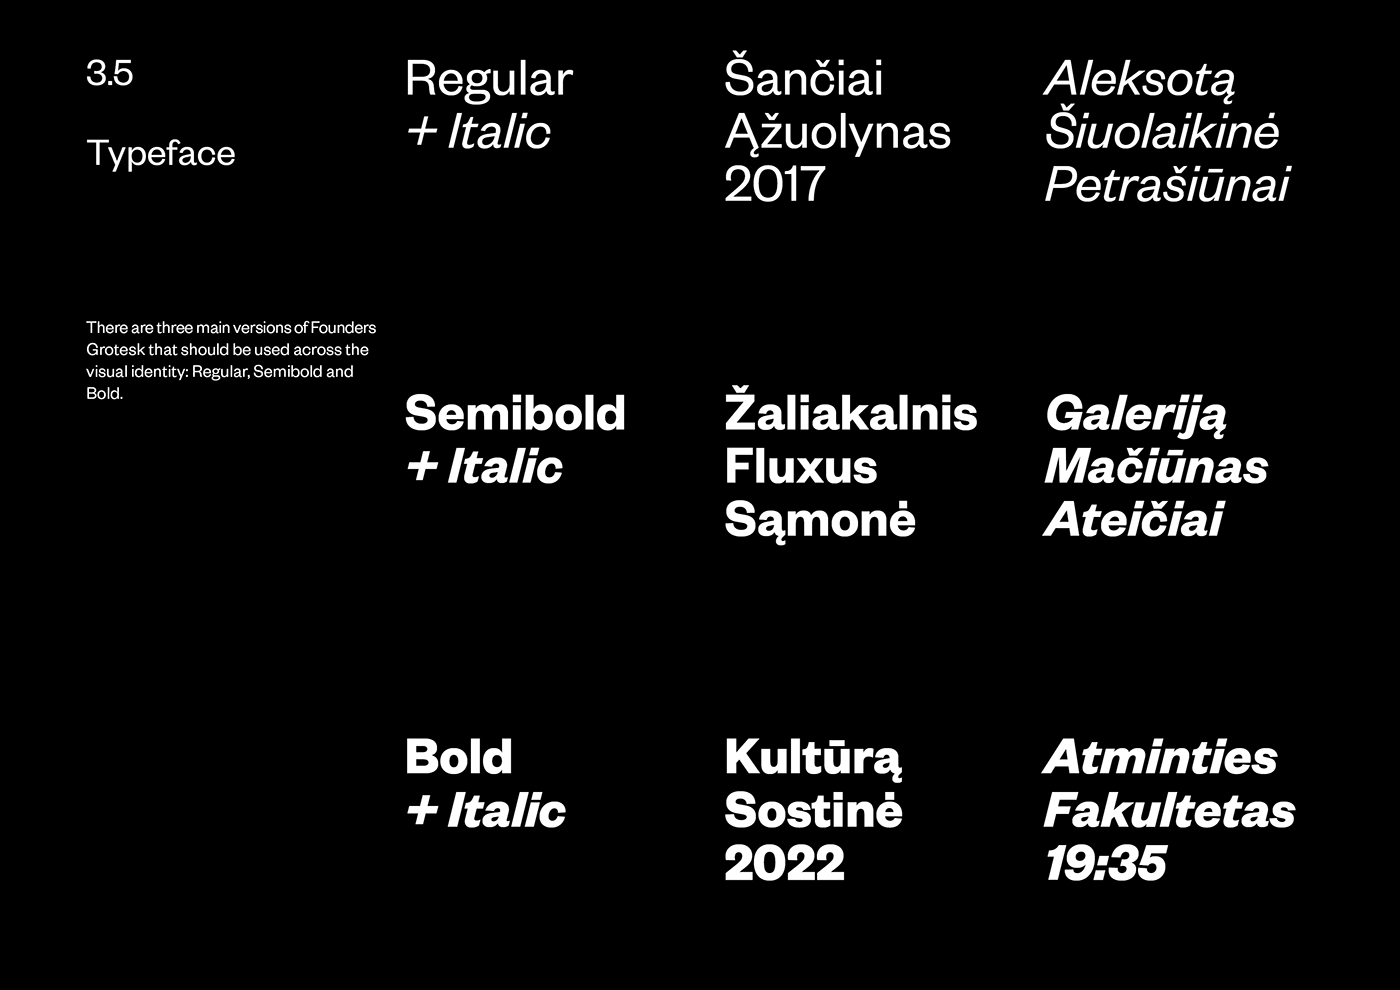 3.5
Typeface
There are three main versions of Founders
Grotesk that should be used across the
visual identity: Regular, Semibold and
Bold.
Regular
+ Italic
Šančiai
Ąžuolynas
2017
Aleksotą
Šiuolaikinė
Petrašiūnai
Semibold
+ Italic
Žaliakalnis
Fluxus
Sąmonė
Galeriją
Mačiūnas
Ateičiai
Bold
+ Italic
Kultūrą
Sostinė
2022
Atminties
Fakultetas
19:35